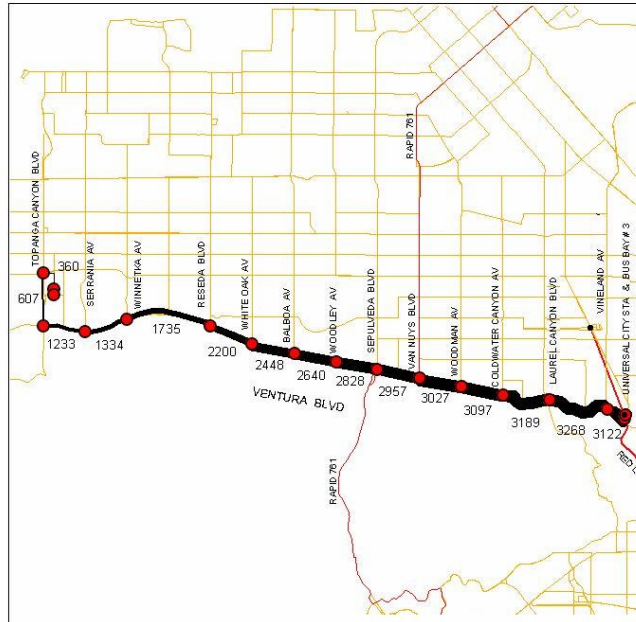 TOPANGA CANYON BLVD
360
607
SERRANIA AV
WINNETKA AV
RESEDA BLVD
WHITE OAK AV
BALBOA AV
WOODLEY AV
SEPULVEDA BLVD
VAN NUYS BLVD
WOODMAN AV
COLDWATER CANYON AV
LAUREL CANYON BLVD
VINELAND AV
UNIVERSAL CITY STA & BUS BAY # 3
RAPID 761
1233
1334
1735
2200
2448
2640
2828
2957
3027
3097
3189
3268
3122
VENTURA BLVD
RAPID 761
RED